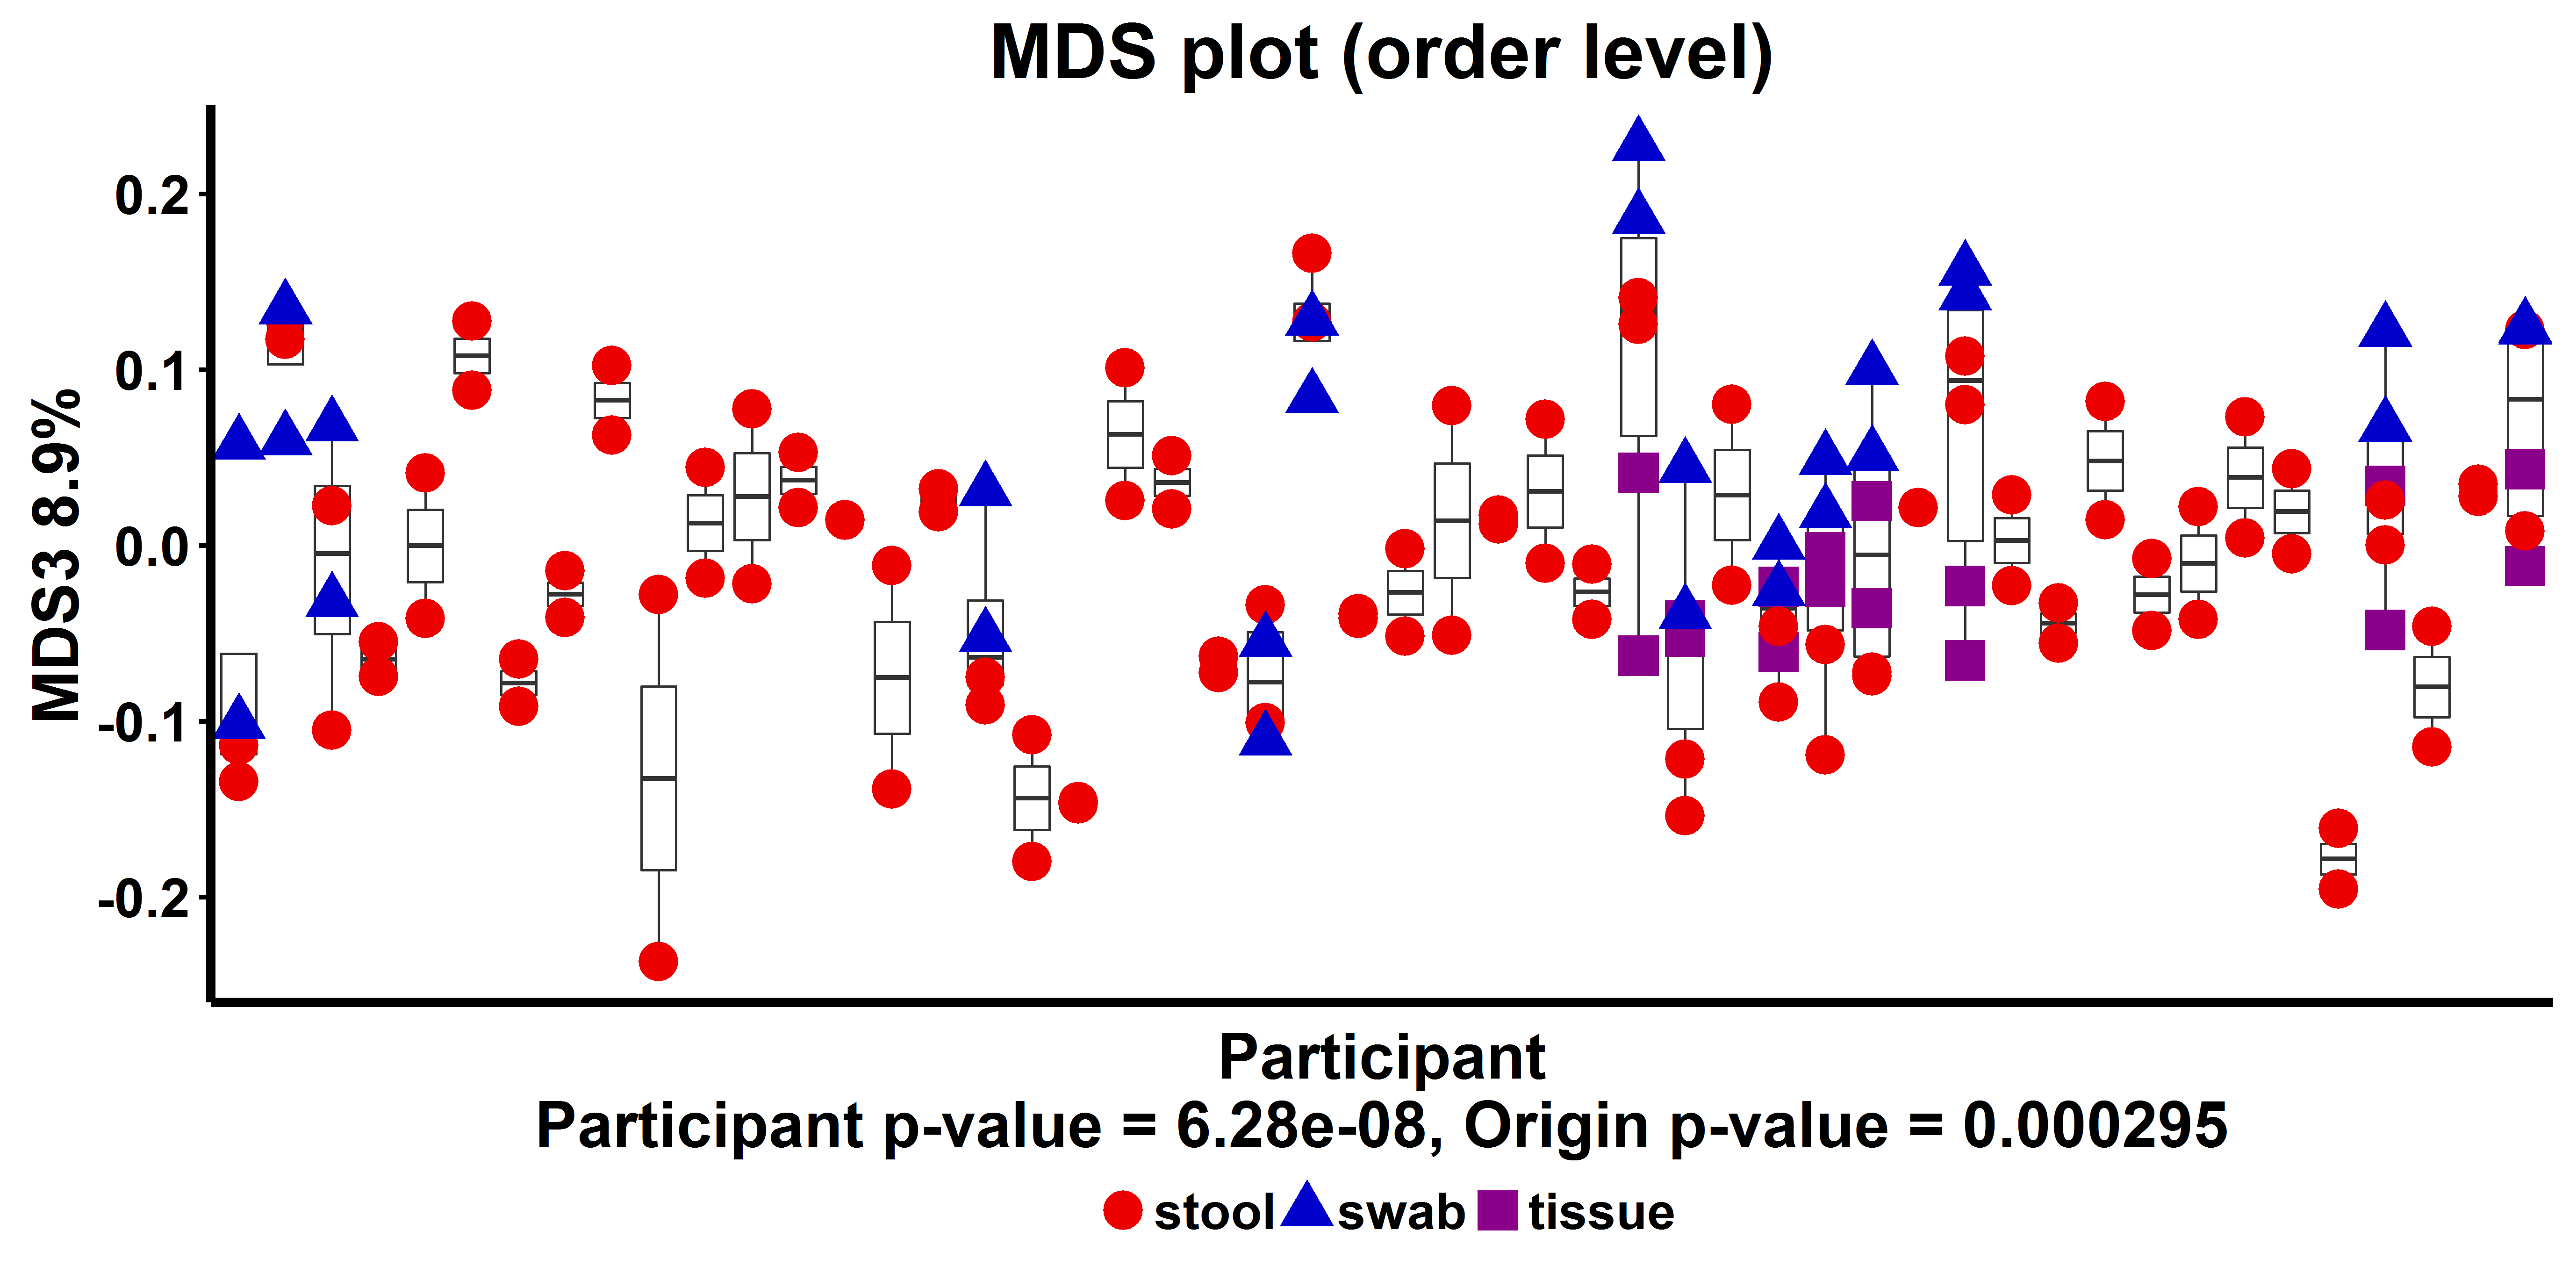 MDS plot (order level)
MDS3 8.9%
0.2
0.1
0.0
-0.1
-0.2
Participant
Participant p-value = 6.28e-08, Origin p-value = 0.000295
stool swab tissue